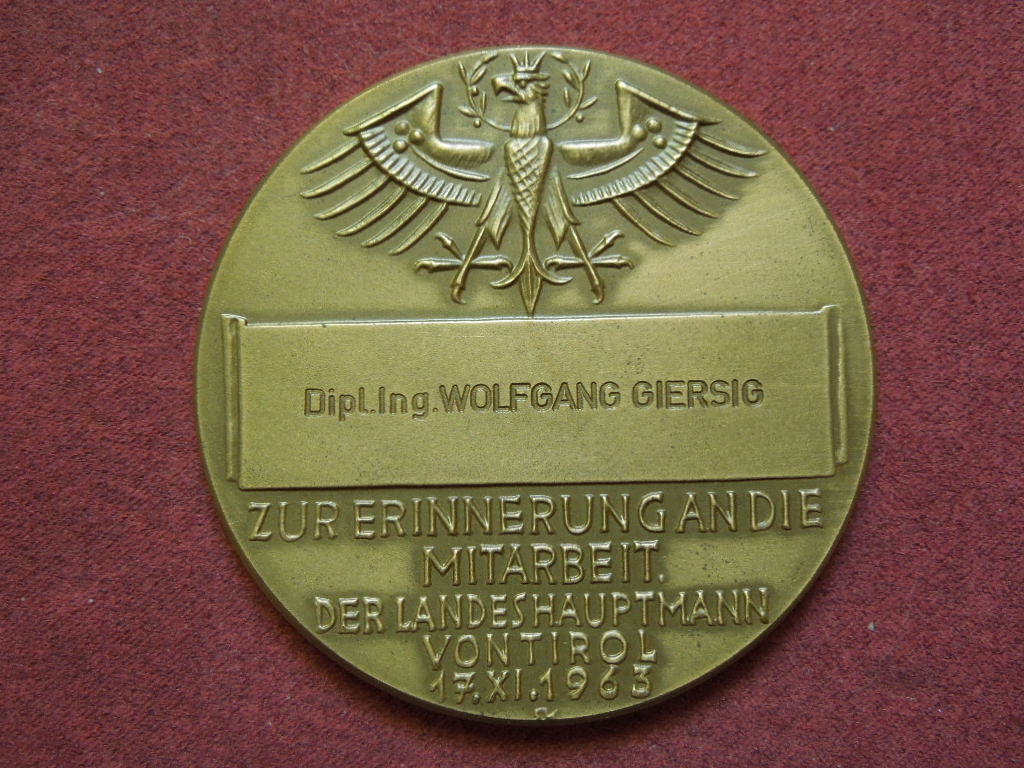 Dipl.Ing. WOLFGANG GIERSIG
ZUR ERINNERUNG AN DIE
MITARBEIT.
DER LANDESHAUPTMANN
VON TIROL
17.XI.1963